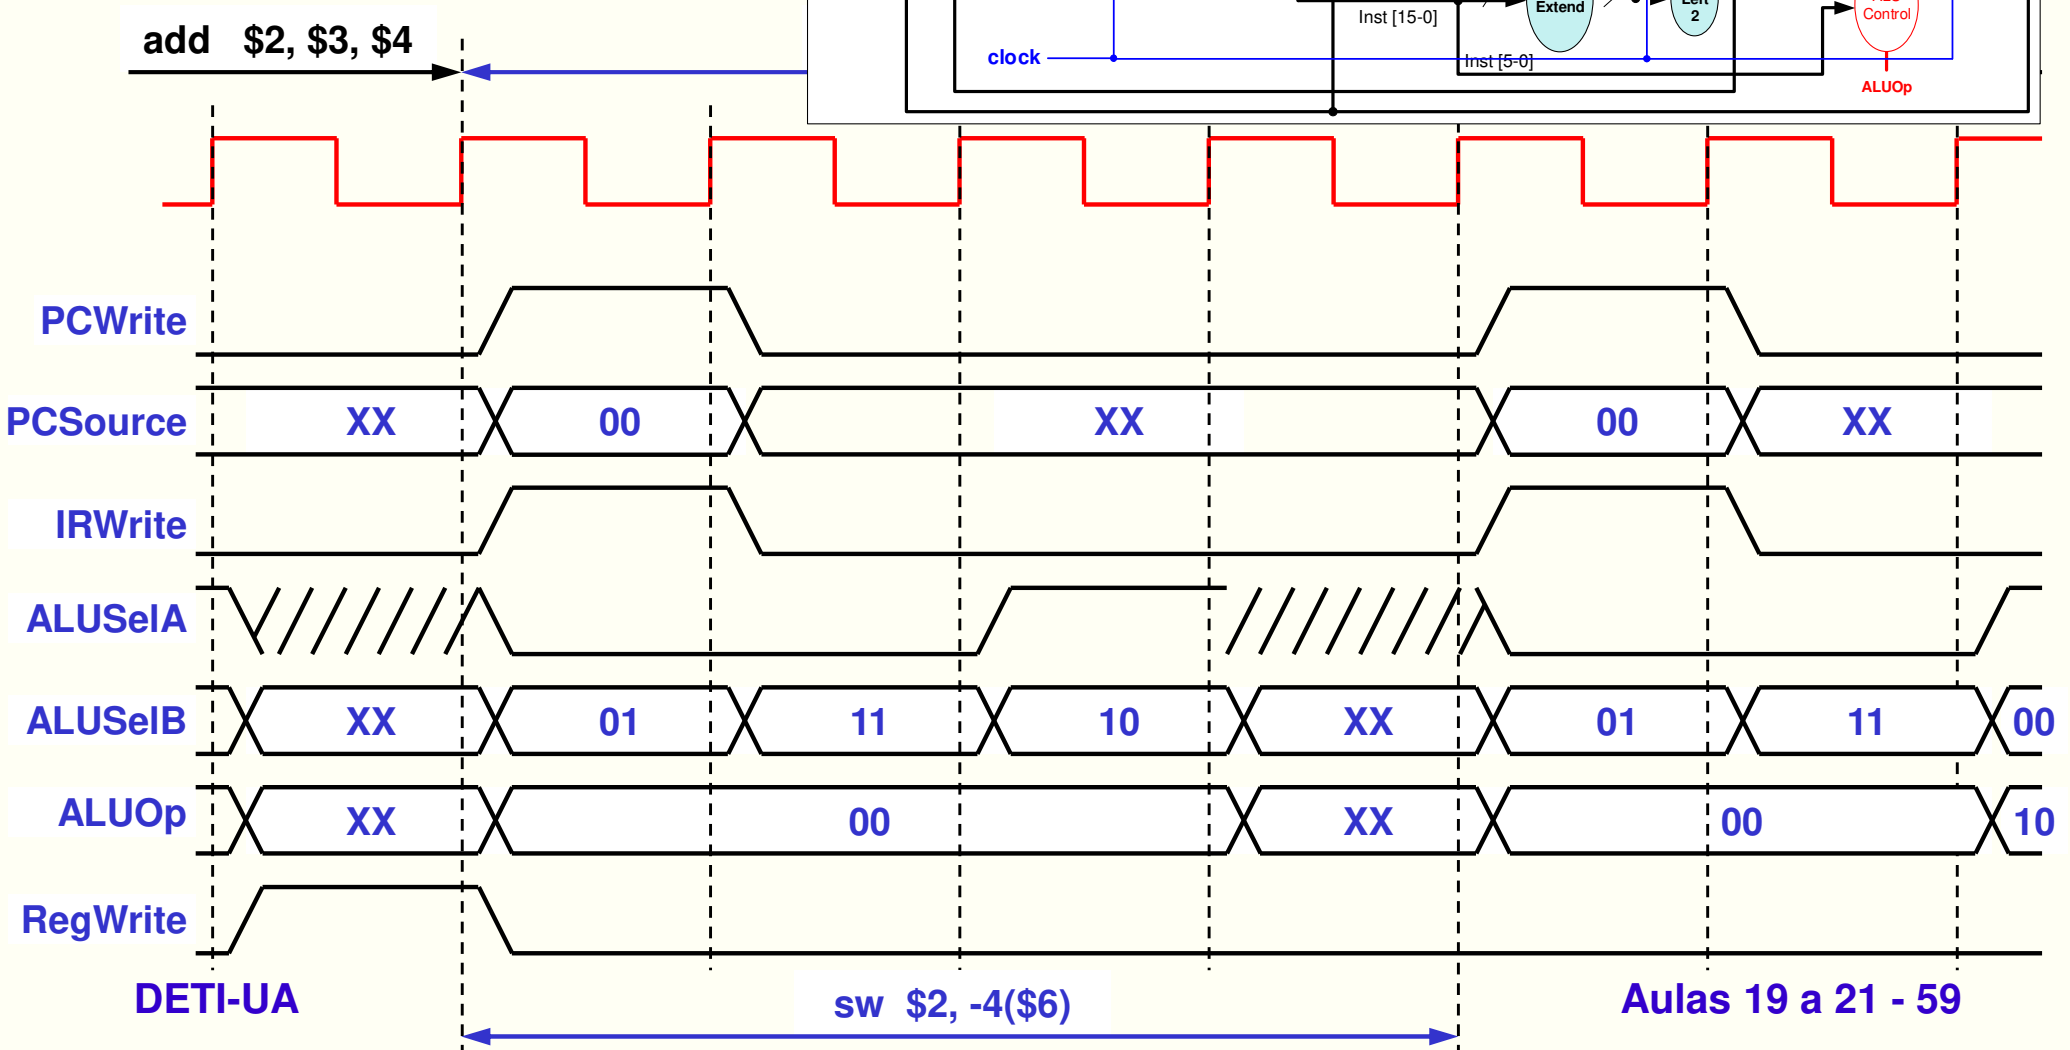 add $2, $3, $4
Inst [15-0]
Extend
2
Control
clock
Inst [5-0]
ALUOp
PCWrite
PCSource XX 00 XX 00 XX
IRWrite
ALUSelA
ALUSelB XX 01 11 10 XX 01 11 00
ALUOp XX 00 XX 00 10
RegWrite
DETI-UA
sw $2, -4($6)
Aulas 19 a 21 - 59